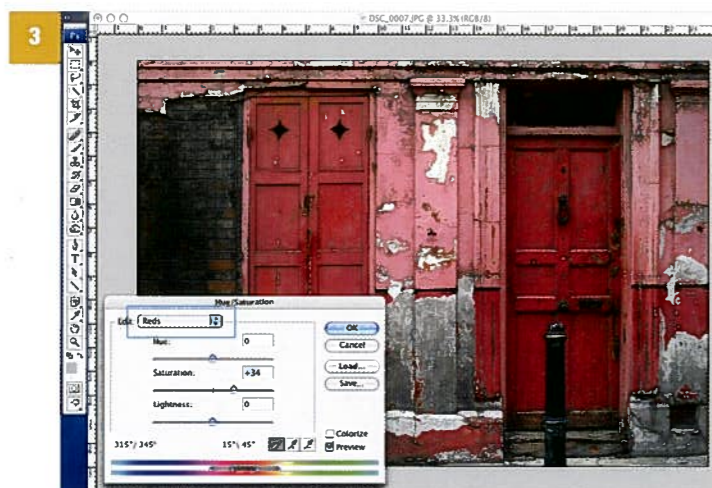 3
DSC_0007.JPG @ 33.3% (RGB/8)
Hue/Saturation
Edit: Reds
OK
Hue: 0
Cancel
Saturation: +34
Load...
Save...
Lightness: 0
Colorize
315°/345° 15°\45°
Preview